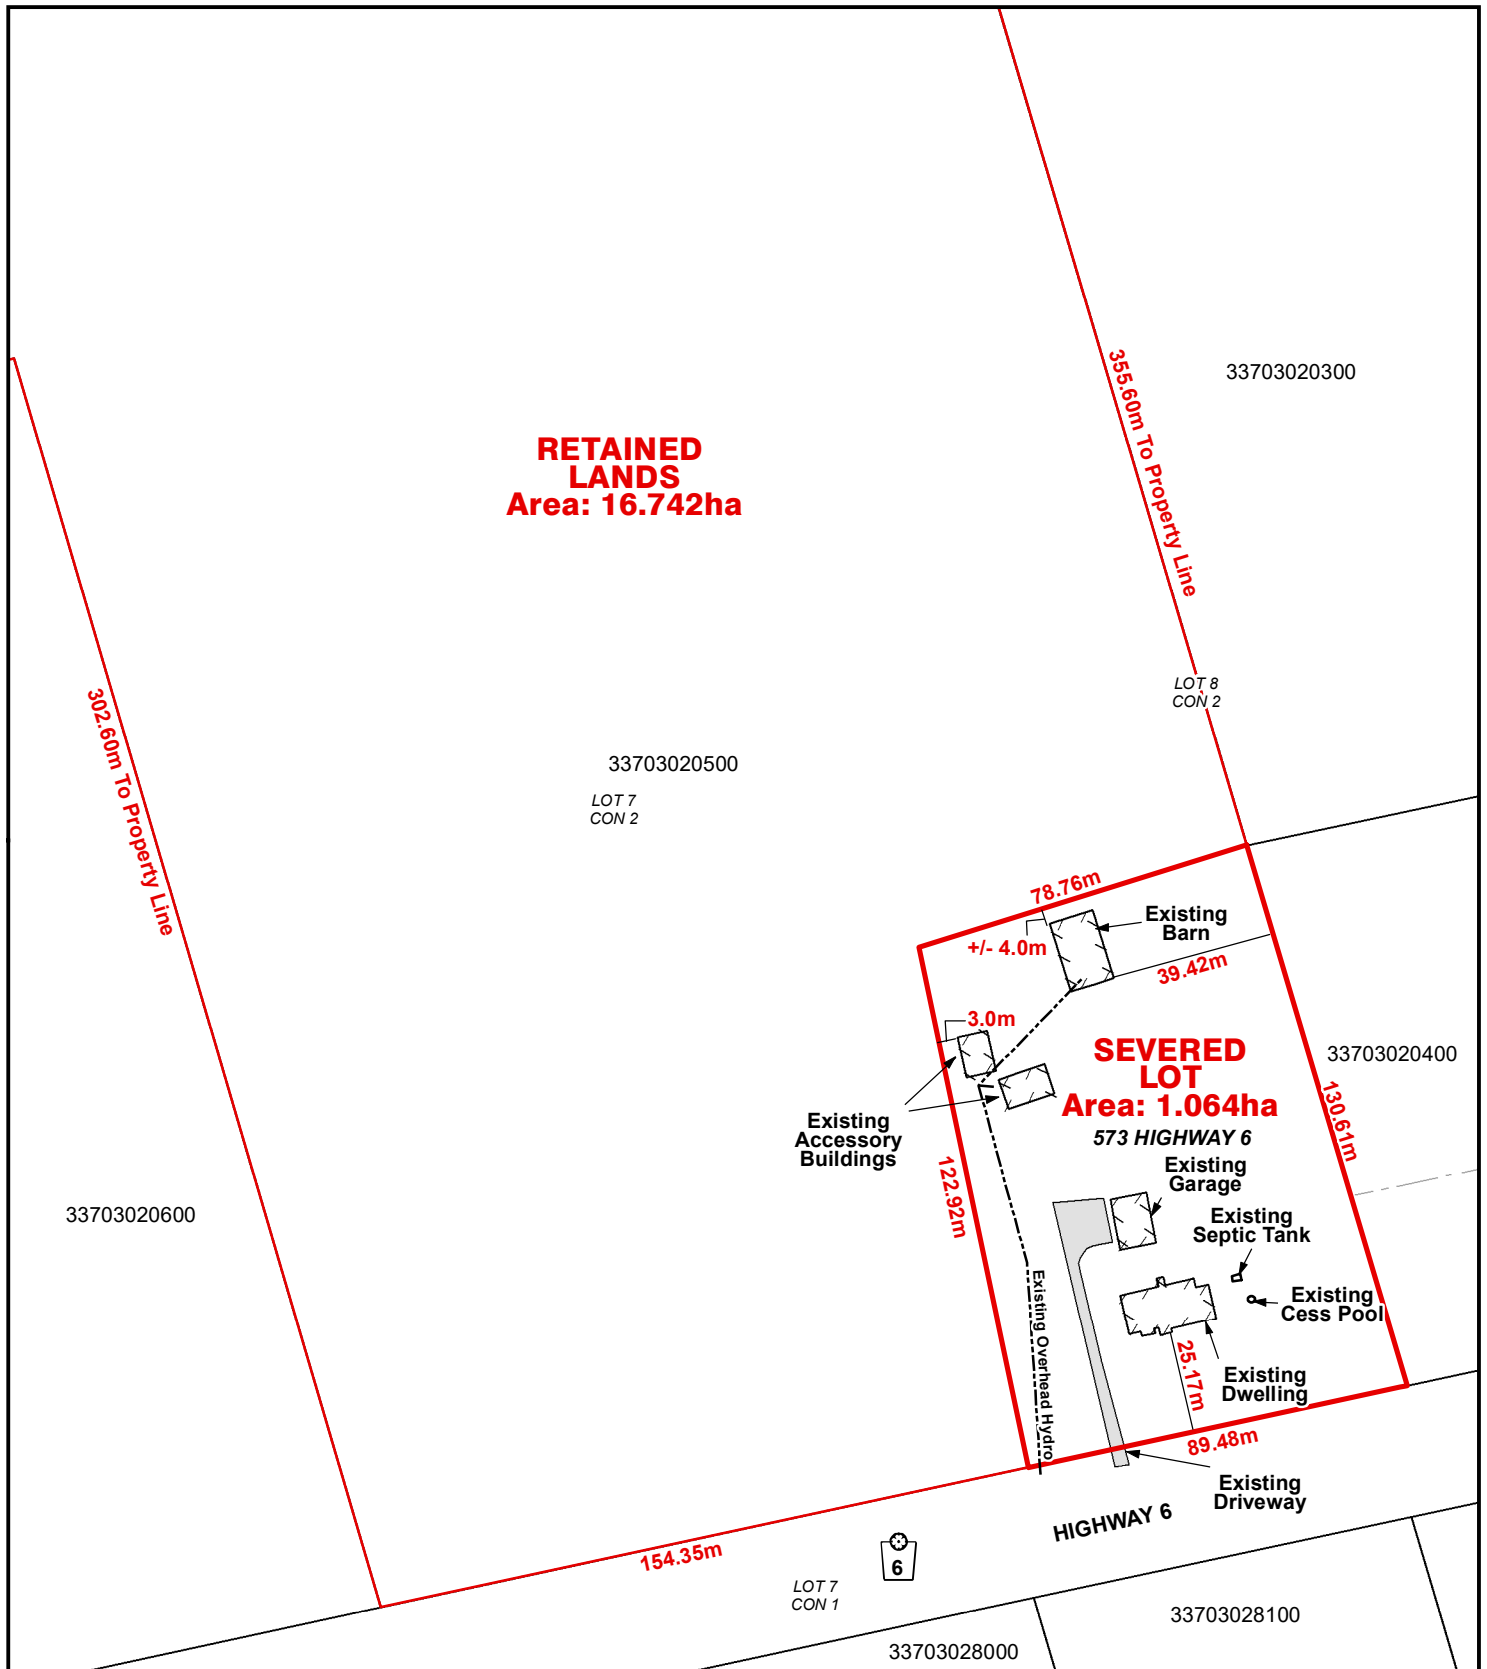 355.60m To Property Line
33703020300
RETAINED
LANDS
Area: 16.742ha
302.60m To Property Line
LOT 8
CON 2
33703020500
LOT 7
CON 2
78.76m
Existing
Barn
+/- 4.0m
39.42m
3.0m
SEVERED
LOT
Area: 1.064ha
573 HIGHWAY 6
33703020400
130.61m
Existing
Accessory
Buildings
122.92m
Existing
Garage
33703020600
Existing
Septic Tank
Existing
Cess Pool
Existing Overhead Hydro
25.17m
Existing
Dwelling
89.48m
Existing
Driveway
HIGHWAY 6
154.35m
6
LOT 7
CON 1
33703028100
33703028000